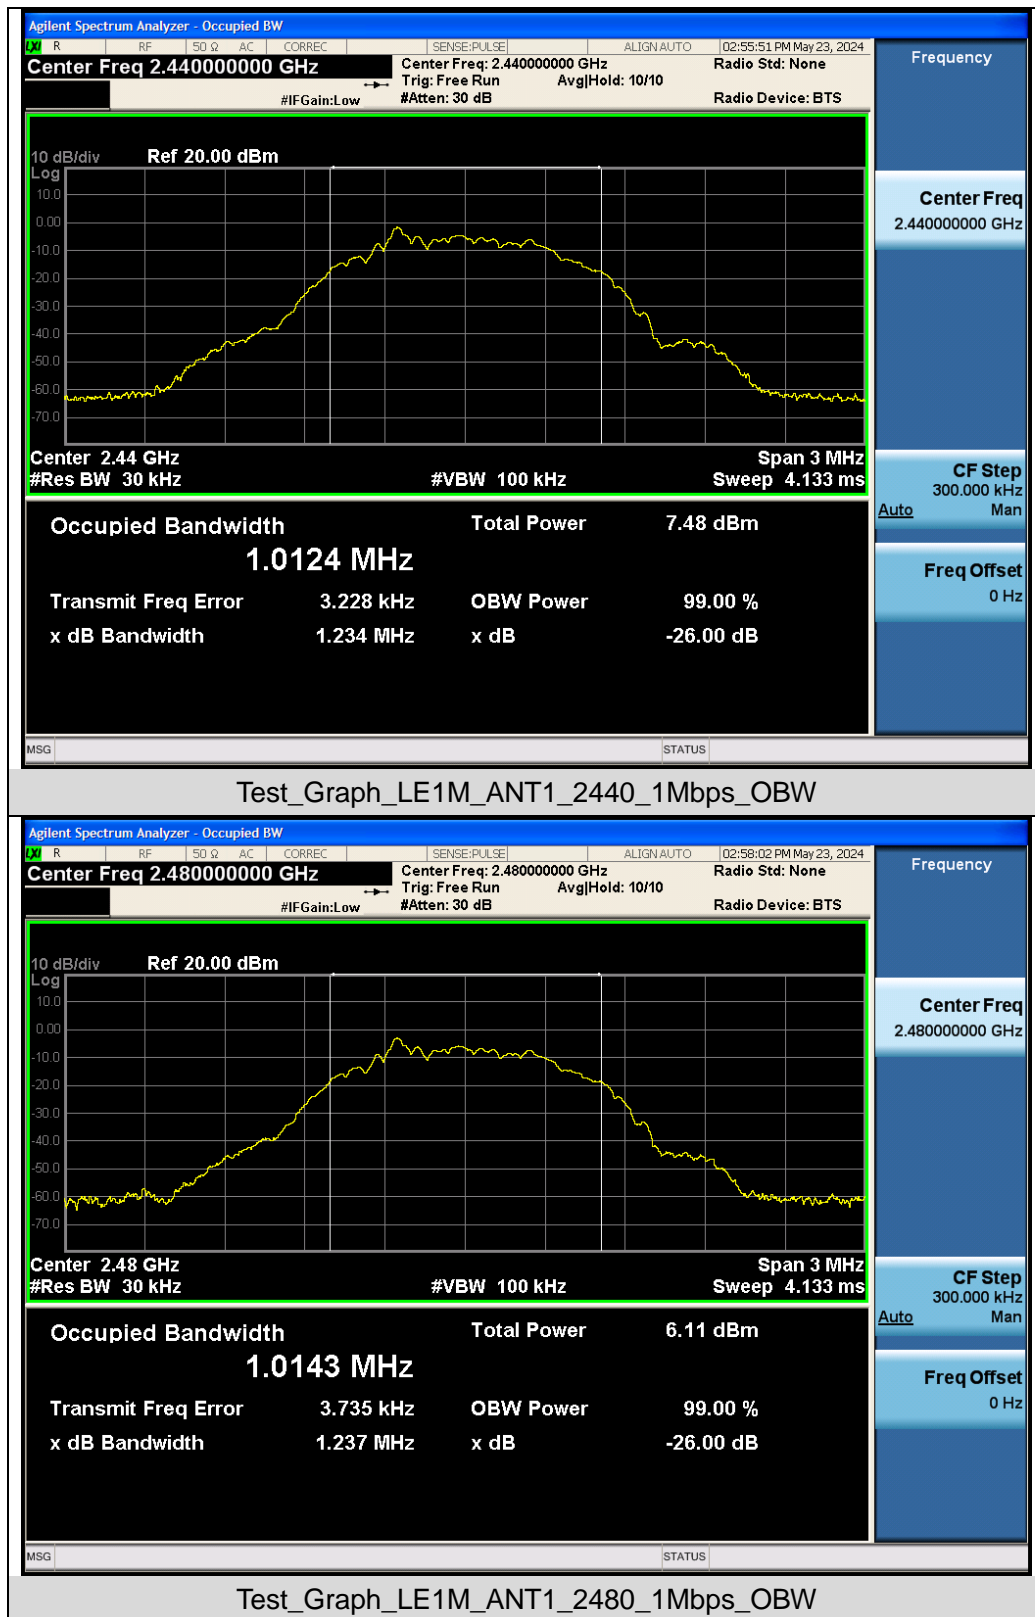 Agilent Spectrum Analyzer - Occupied BW
LXI R RF 50 Ω AC CORREC SENSE:PULSE ALIGN AUTO 02:55:51 PM May 23, 2024
Center Freq 2.440000000 GHz
Center Freq: 2.440000000 GHz
Radio Std: None
Trig: Free Run Avg|Hold: 10/10
#IFGain:Low
#Atten: 30 dB
Radio Device: BTS
Frequency
10 dB/div Ref 20.00 dBm
Log
10.0
0.00
-10.0
-20.0
-30.0
-40.0
-50.0
-60.0
-70.0
Center Freq
2.440000000 GHz
Center 2.44 GHz
Span 3 MHz
#Res BW 30 kHz
#VBW 100 kHz
Sweep 4.133 ms
CF Step
300.000 kHz
Auto Man
Occupied Bandwidth
Total Power 7.48 dBm
1.0124 MHz
Freq Offset
0 Hz
Transmit Freq Error 3.228 kHz
OBW Power 99.00 %
x dB Bandwidth 1.234 MHz
x dB -26.00 dB
MSG
STATUS
Test_Graph_LE1M_ANT1_2440_1Mbps_OBW
Agilent Spectrum Analyzer - Occupied BW
LXI R RF 50 Ω AC CORREC SENSE:PULSE ALIGN AUTO 02:58:02 PM May 23, 2024
Center Freq 2.480000000 GHz
Center Freq: 2.480000000 GHz
Radio Std: None
Trig: Free Run Avg|Hold: 10/10
#IFGain:Low
#Atten: 30 dB
Radio Device: BTS
Frequency
10 dB/div Ref 20.00 dBm
Log
10.0
0.00
-10.0
-20.0
-30.0
-40.0
-50.0
-60.0
-70.0
Center Freq
2.480000000 GHz
Center 2.48 GHz
Span 3 MHz
#Res BW 30 kHz
#VBW 100 kHz
Sweep 4.133 ms
CF Step
300.000 kHz
Auto Man
Occupied Bandwidth
Total Power 6.11 dBm
1.0143 MHz
Freq Offset
0 Hz
Transmit Freq Error 3.735 kHz
OBW Power 99.00 %
x dB Bandwidth 1.237 MHz
x dB -26.00 dB
MSG
STATUS
Test_Graph_LE1M_ANT1_2480_1Mbps_OBW